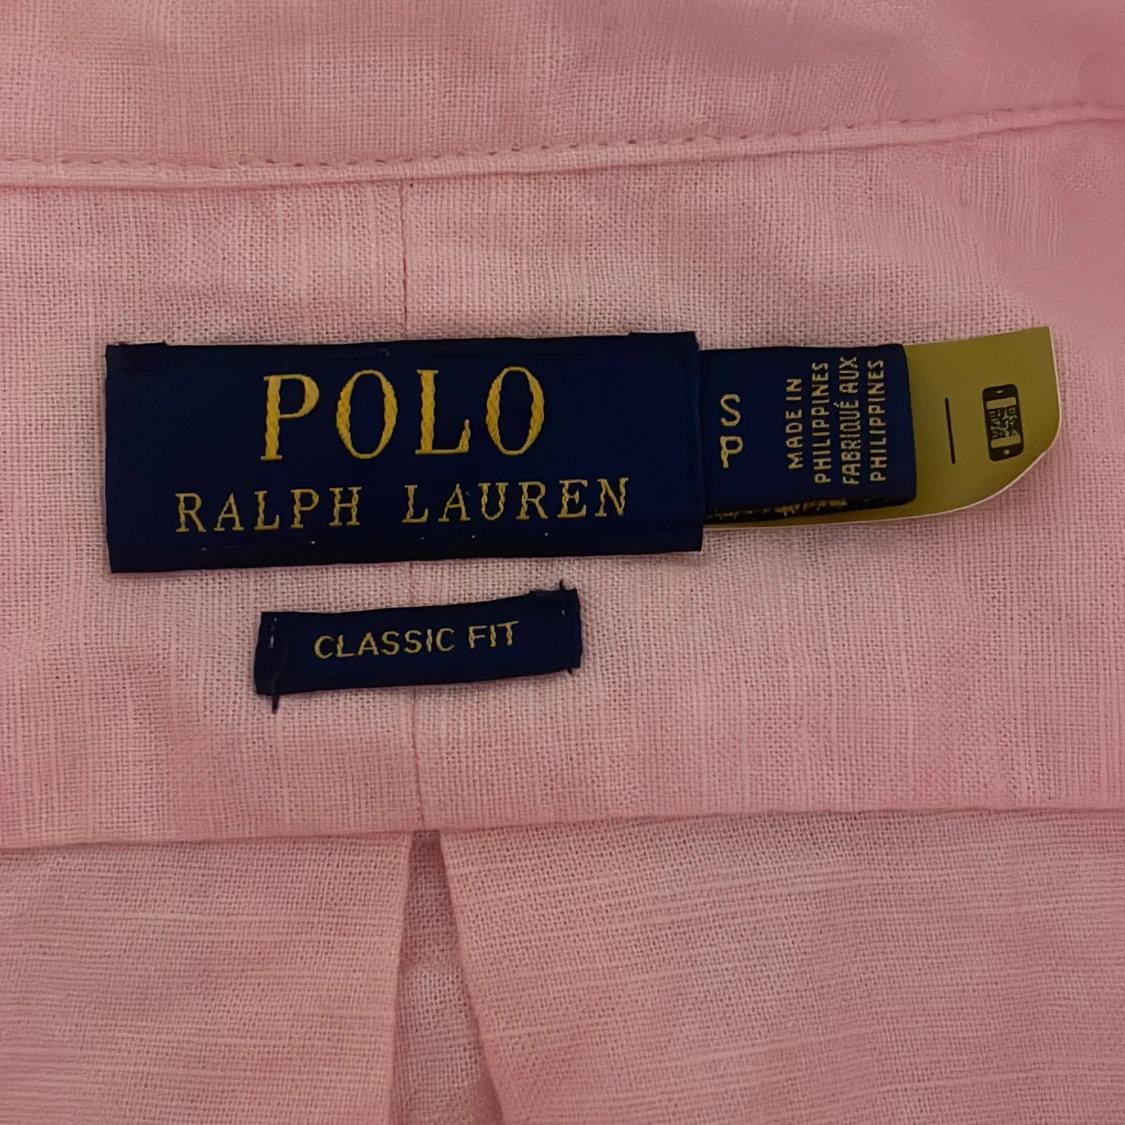 POLO
RALPH LAUREN
S
P
MADE IN
PHILIPPINES
FABRIQUÉ AUX
PHILIPPINES
CLASSIC FIT